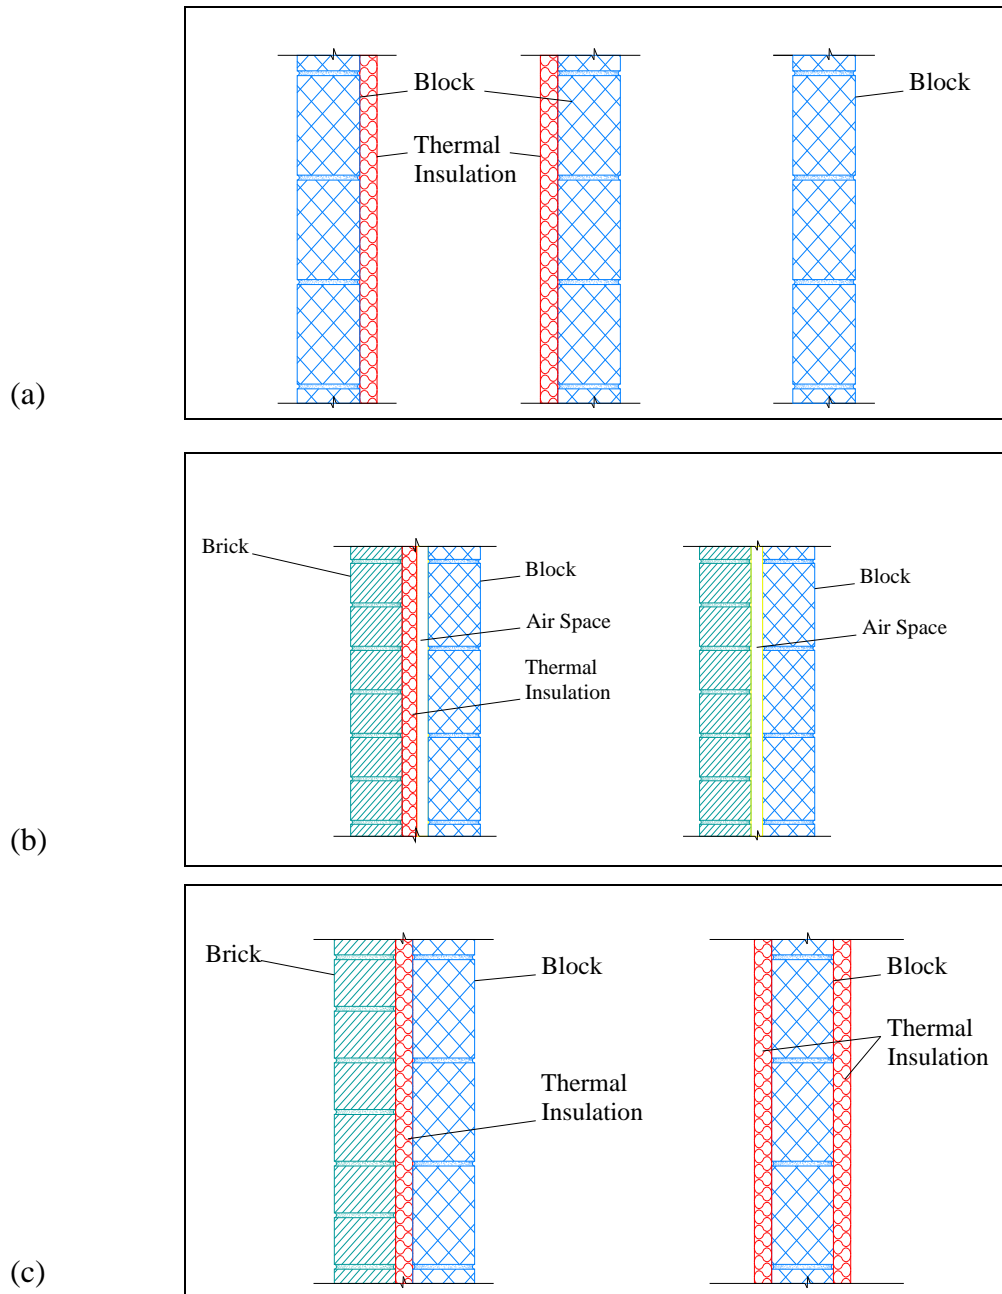 Block
Block
Thermal
Insulation
(a)
Brick
Block
Block
Air Space
Air Space
Thermal
Insulation
(b)
Brick
Block
Block
Thermal
Insulation
Thermal
Insulation
(c)